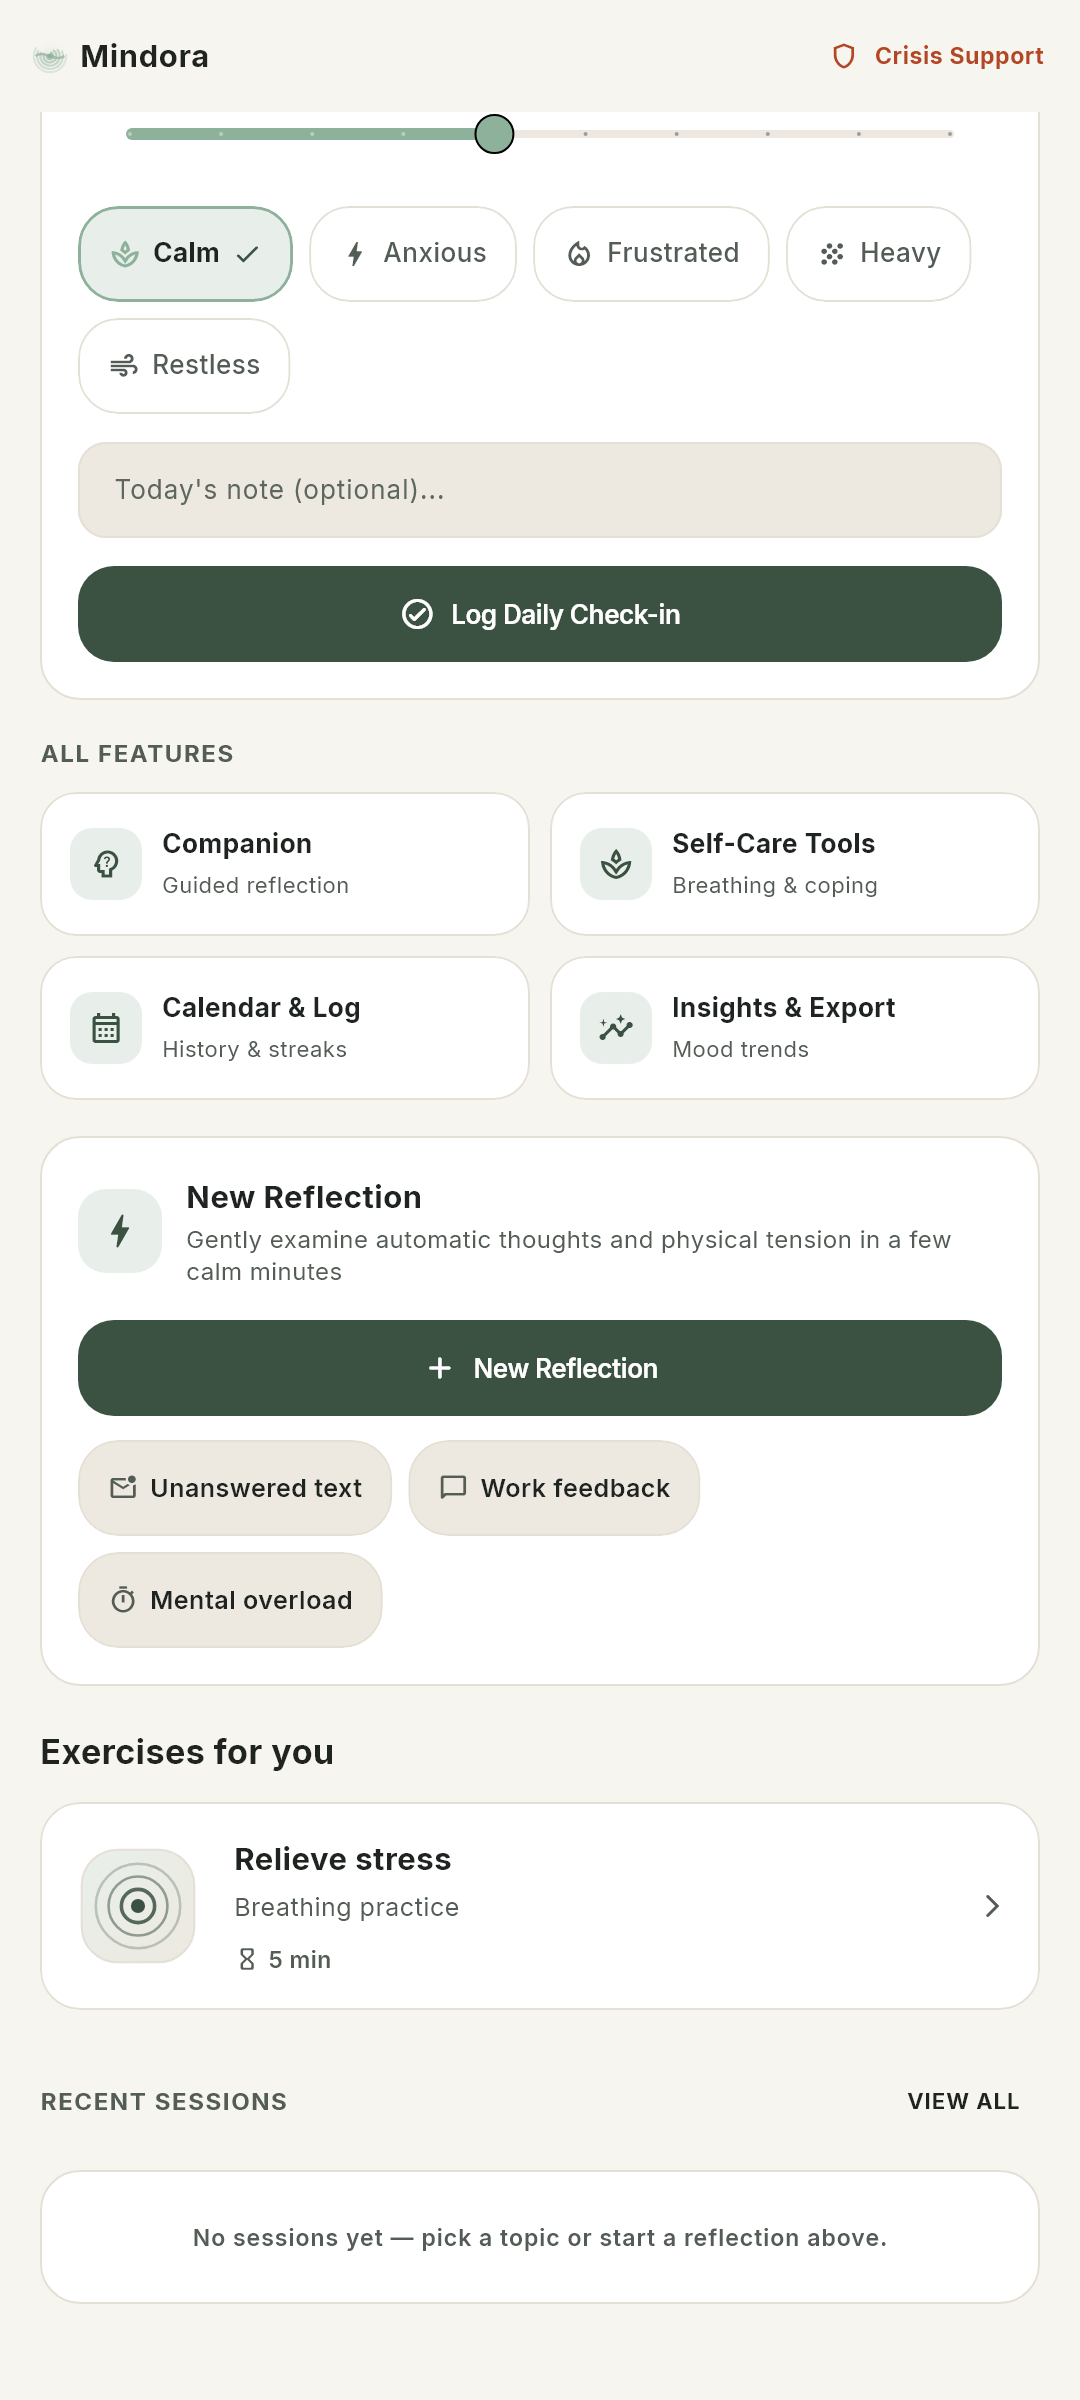 Mindora
Crisis Support
Calm
Anxious
Frustrated
Heavy
Restless
Today's note (optional)...
Log Daily Check-in
ALL FEATURES
Companion
Guided reflection
Self-Care Tools
Breathing & coping
Calendar & Log
History & streaks
Insights & Export
Mood trends
New Reflection
Gently examine automatic thoughts and physical tension in a few
calm minutes
New Reflection
Unanswered text
Work feedback
Mental overload
Exercises for you
Relieve stress
Breathing practice
5 min
RECENT SESSIONS
VIEW ALL
No sessions yet — pick a topic or start a reflection above.